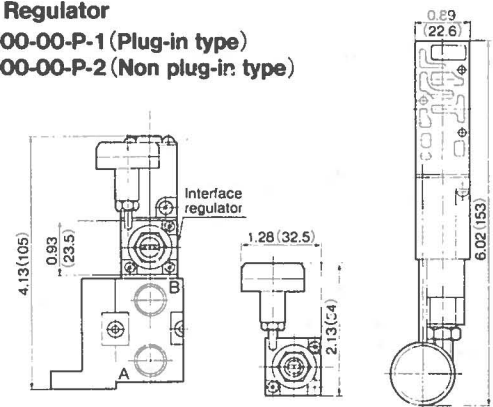 Regulator
00-00-P-1 (Plug-in type)
00-00-P-2 (Non plug-in type)
0.89
(22.6)
Interface
regulator
1.28 (32.5)
4.13 (105)
0.93
(23.5)
6.02 (153)
2.13
B
A